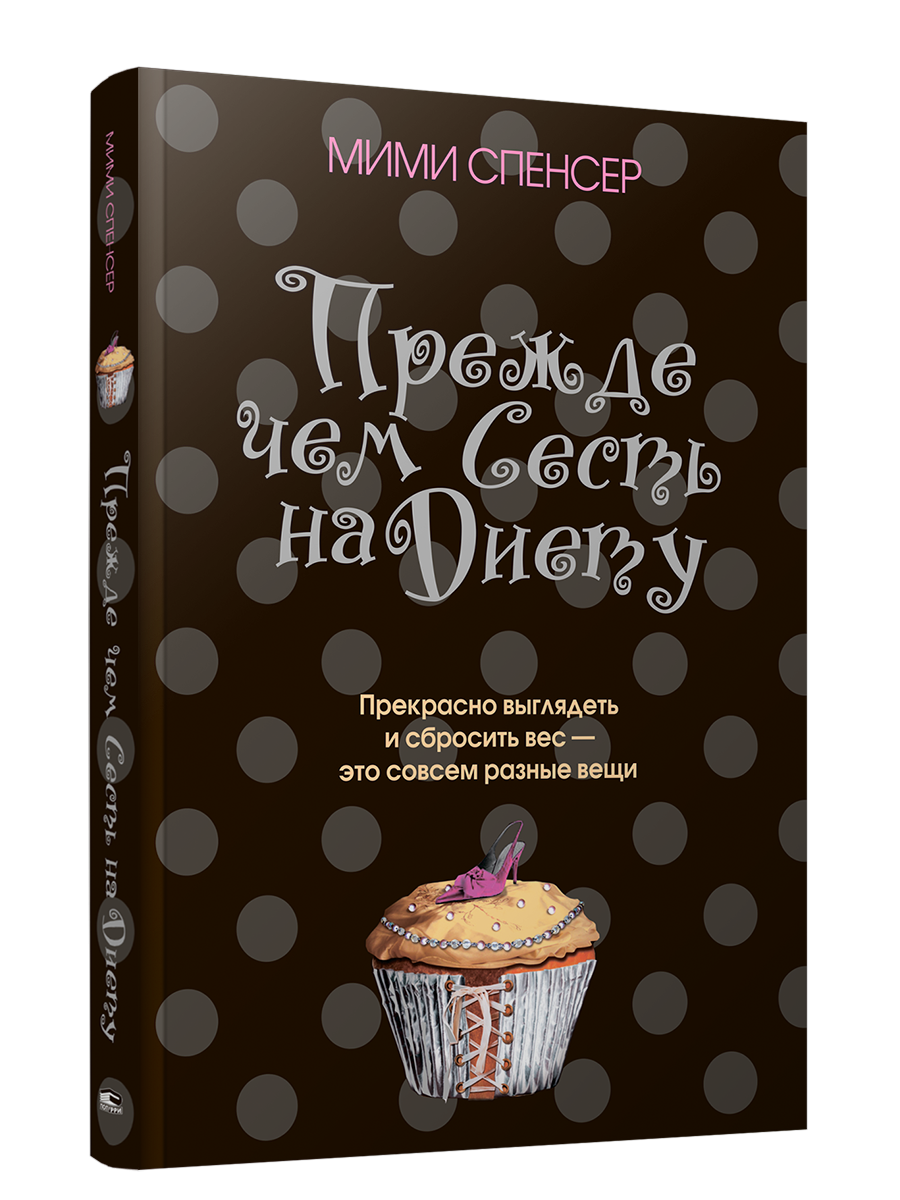 МИМИ СПЕНСЕР
Прежде
чем Сесть
на Диету
Прекрасно выглядеть
и сбросить вес —
это совсем разные вещи
МИМИ СПЕНСЕР
Прежде чем Сесть на Диету
ПОПУРРИ